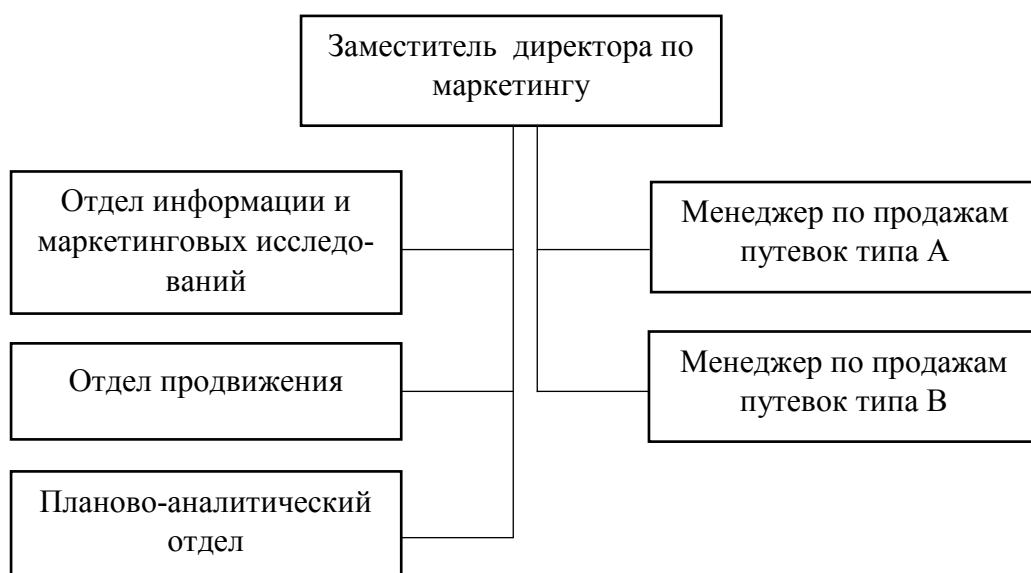 Заместитель директора по
маркетингу
Отдел информации и
маркетинговых исследо-
ваний
Менеджер по продажам
путевок типа А
Отдел продвижения
Менеджер по продажам
путевок типа В
Планово-аналитический
отдел